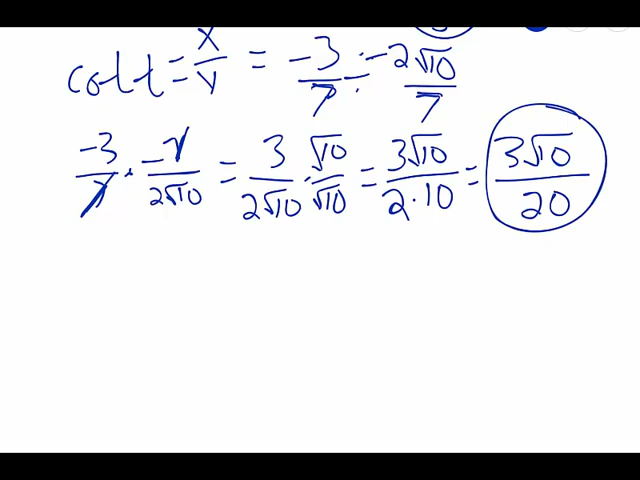 cot t = x/y = -3/7 ÷ -2√10/7
-3/7 · -7/2√10 = 3/2√10 · √10/√10 = 3√10/2·10 = 3√10/20